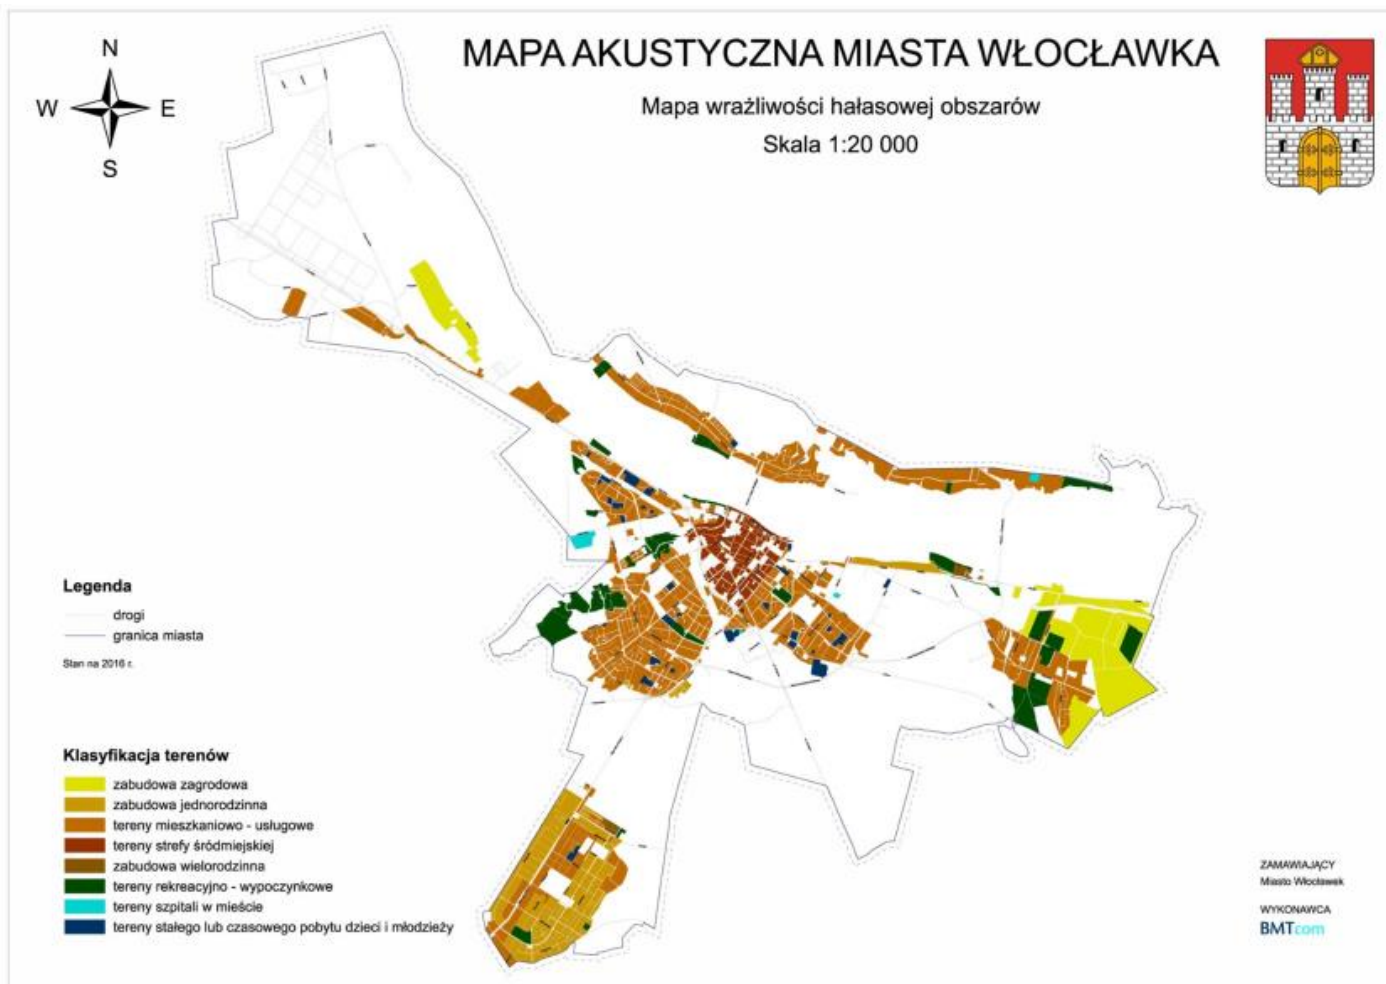 MAPA AKUSTYCZNA MIASTA WŁOCŁAWKA
Mapa wrażliwości hałasowej obszarów
Skala 1:20 000
N
W
E
S
Legenda
drogi
granica miasta
Stan na 2016 r.
Klasyfikacja terenów
zabudowa zagrodowa
zabudowa jednorodzinna
tereny mieszkaniowo - usługowe
tereny strefy śródmiejskiej
zabudowa wielorodzinna
tereny rekreacyjno - wypoczynkowe
tereny szpitali w mieście
tereny stałego lub czasowego pobytu dzieci i młodzieży
ZAMAWIAJĄCY
Miasto Włocławek
WYKONAWCA
BMTcom